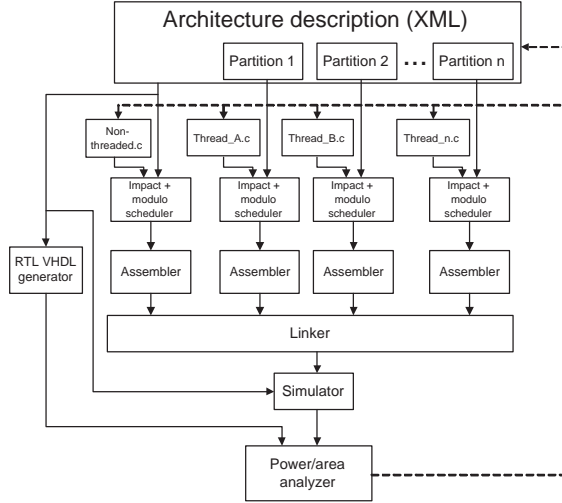 Architecture description (XML)
Partition 1
Partition 2
...
Partition n
Non-
threaded.c
Thread_A.c
Thread_B.c
Thread_n.c
Impact +
modulo
scheduler
Impact +
modulo
scheduler
Impact +
modulo
scheduler
Impact +
modulo
scheduler
RTL VHDL
generator
Assembler
Assembler
Assembler
Assembler
Linker
Simulator
Power/area
analyzer